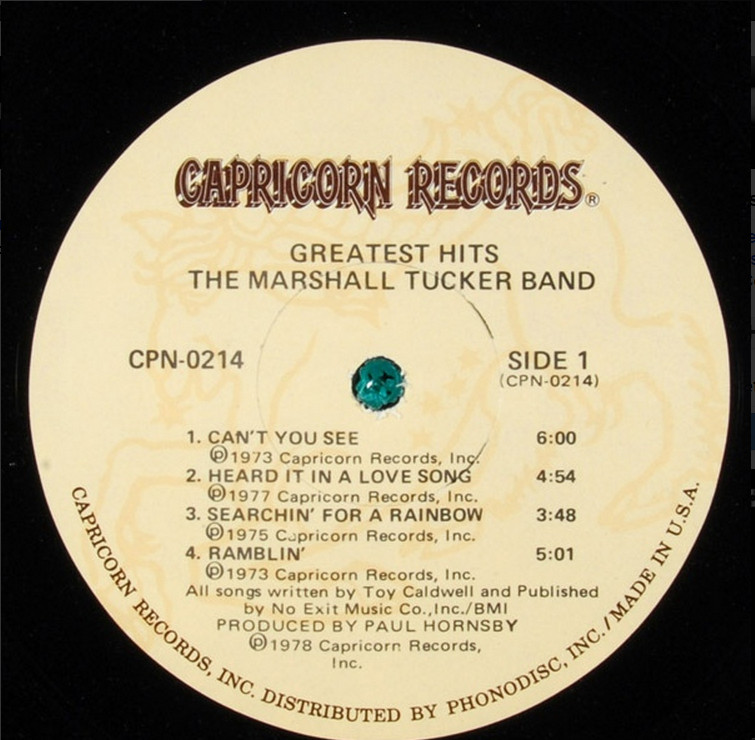 CAPRICORN RECORDS®
GREATEST HITS
THE MARSHALL TUCKER BAND
CPN-0214
SIDE 1
(CPN-0214)
1. CAN'T YOU SEE 6:00
℗1973 Capricorn Records, Inc.
2. HEARD IT IN A LOVE SONG 4:54
℗1977 Capricorn Records, Inc.
3. SEARCHIN' FOR A RAINBOW 3:48
℗1975 Capricorn Records, Inc.
4. RAMBLIN' 5:01
℗1973 Capricorn Records, Inc.
All songs written by Toy Caldwell and Published
by No Exit Music Co.,Inc./BMI
PRODUCED BY PAUL HORNSBY
℗1978 Capricorn Records,
Inc.
CAPRICORN RECORDS, INC. DISTRIBUTED BY PHONODISC, INC./MADE IN U.S.A.